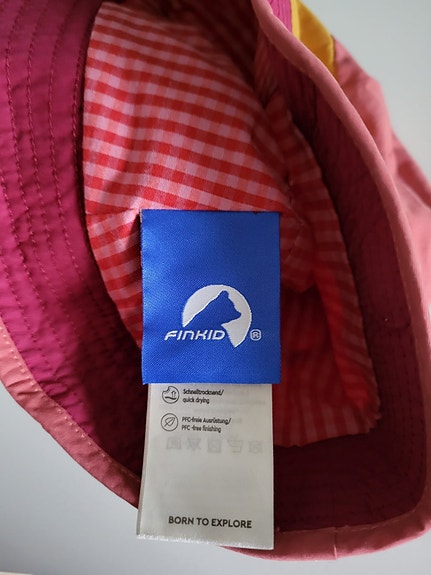 FINKID ®
Schnelltrocknend/
quick drying
PFC-freie Ausrüstung/
PFC -free finishing
BORN TO EXPLORE